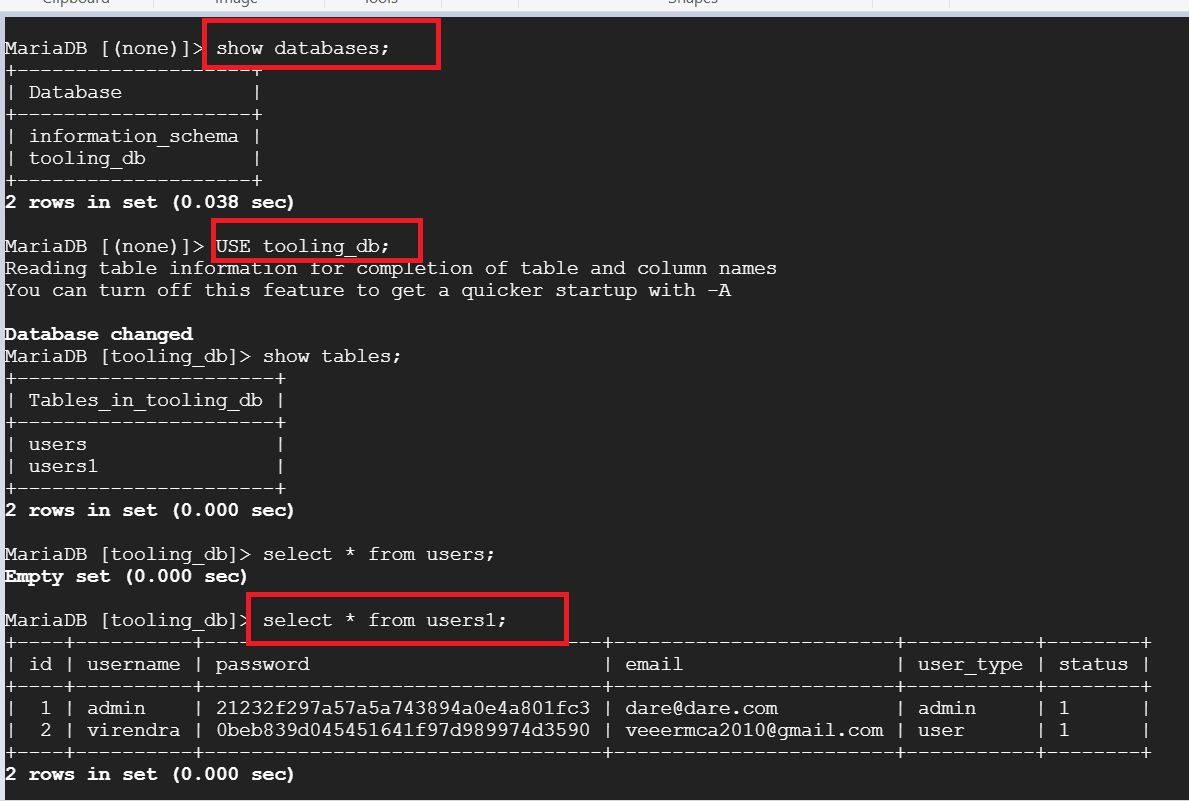 Clipboard Image Tools Shapes
MariaDB [(none)]> show databases;
+--------------------+
| Database           |
+--------------------+
| information_schema |
| tooling_db         |
+--------------------+
2 rows in set (0.038 sec)
MariaDB [(none)]> USE tooling_db;
Reading table information for completion of table and column names
You can turn off this feature to get a quicker startup with -A
Database changed
MariaDB [tooling_db]> show tables;
+----------------------+
| Tables_in_tooling_db |
+----------------------+
| users                |
| users1               |
+----------------------+
2 rows in set (0.000 sec)
MariaDB [tooling_db]> select * from users;
Empty set (0.000 sec)
MariaDB [tooling_db]> select * from users1;
+----+----------+----------------------------------+------------------------+-----------+--------+
| id | username | password                         | email                  | user_type | status |
+----+----------+----------------------------------+------------------------+-----------+--------+
|  1 | admin    | 21232f297a57a5a743894a0e4a801fc3 | dare@dare.com          | admin     | 1      |
|  2 | virendra | 0beb839d045451641f97d989974d3590 | veeermca2010@gmail.com | user      | 1      |
+----+----------+----------------------------------+------------------------+-----------+--------+
2 rows in set (0.000 sec)